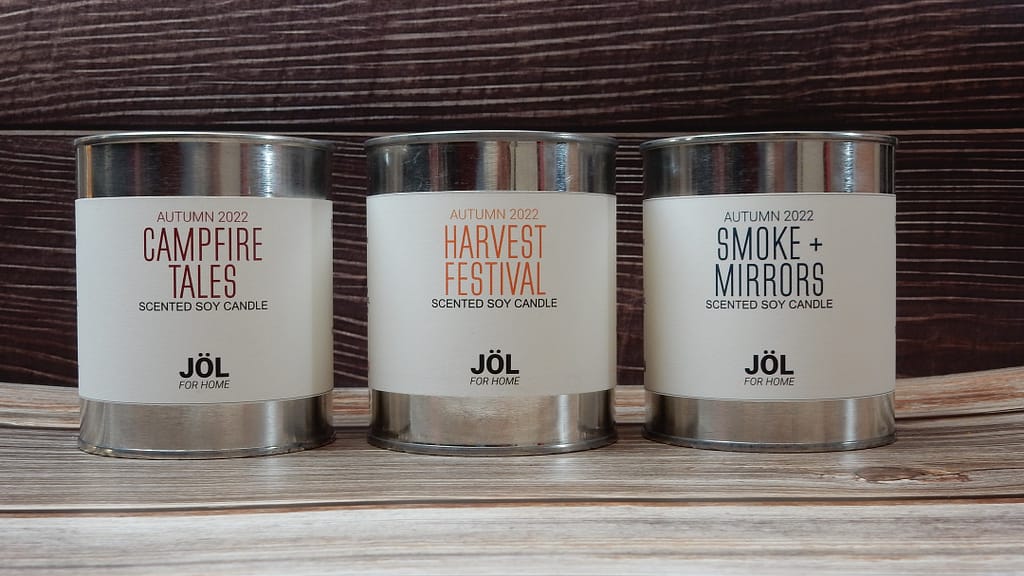 AUTUMN 2022
CAMPFIRE
TALES
SCENTED SOY CANDLE
JÖL
FOR HOME
AUTUMN 2022
HARVEST
FESTIVAL
SCENTED SOY CANDLE
JÖL
FOR HOME
AUTUMN 2022
SMOKE +
MIRRORS
SCENTED SOY CANDLE
JÖL
FOR HOME